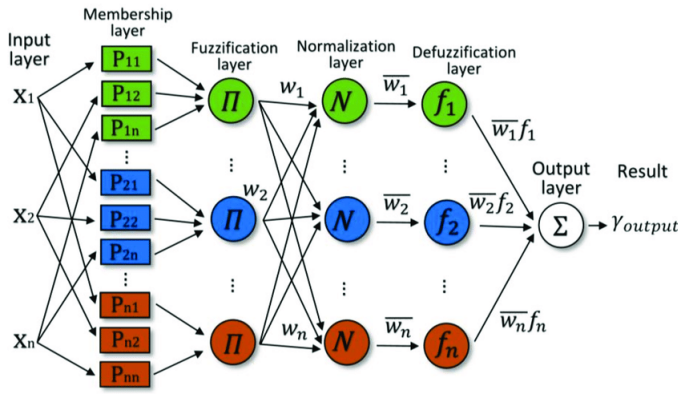 Input
layer
Membership
layer
Fuzzification
layer
Normalization
layer
Defuzzification
layer
Output
layer
Result
X1
X2
Xn
P11
P12
P1n
⋮
P21
P22
P2n
⋮
Pn1
Pn2
Pnn
Π
⋮
Π
⋮
Π
w1
w2
wn
N
⋮
N
⋮
N
w̅1
w̅2
w̅n
f1
⋮
f2
⋮
fn
w̅1f1
w̅2f2
w̅nfn
Σ
γoutput